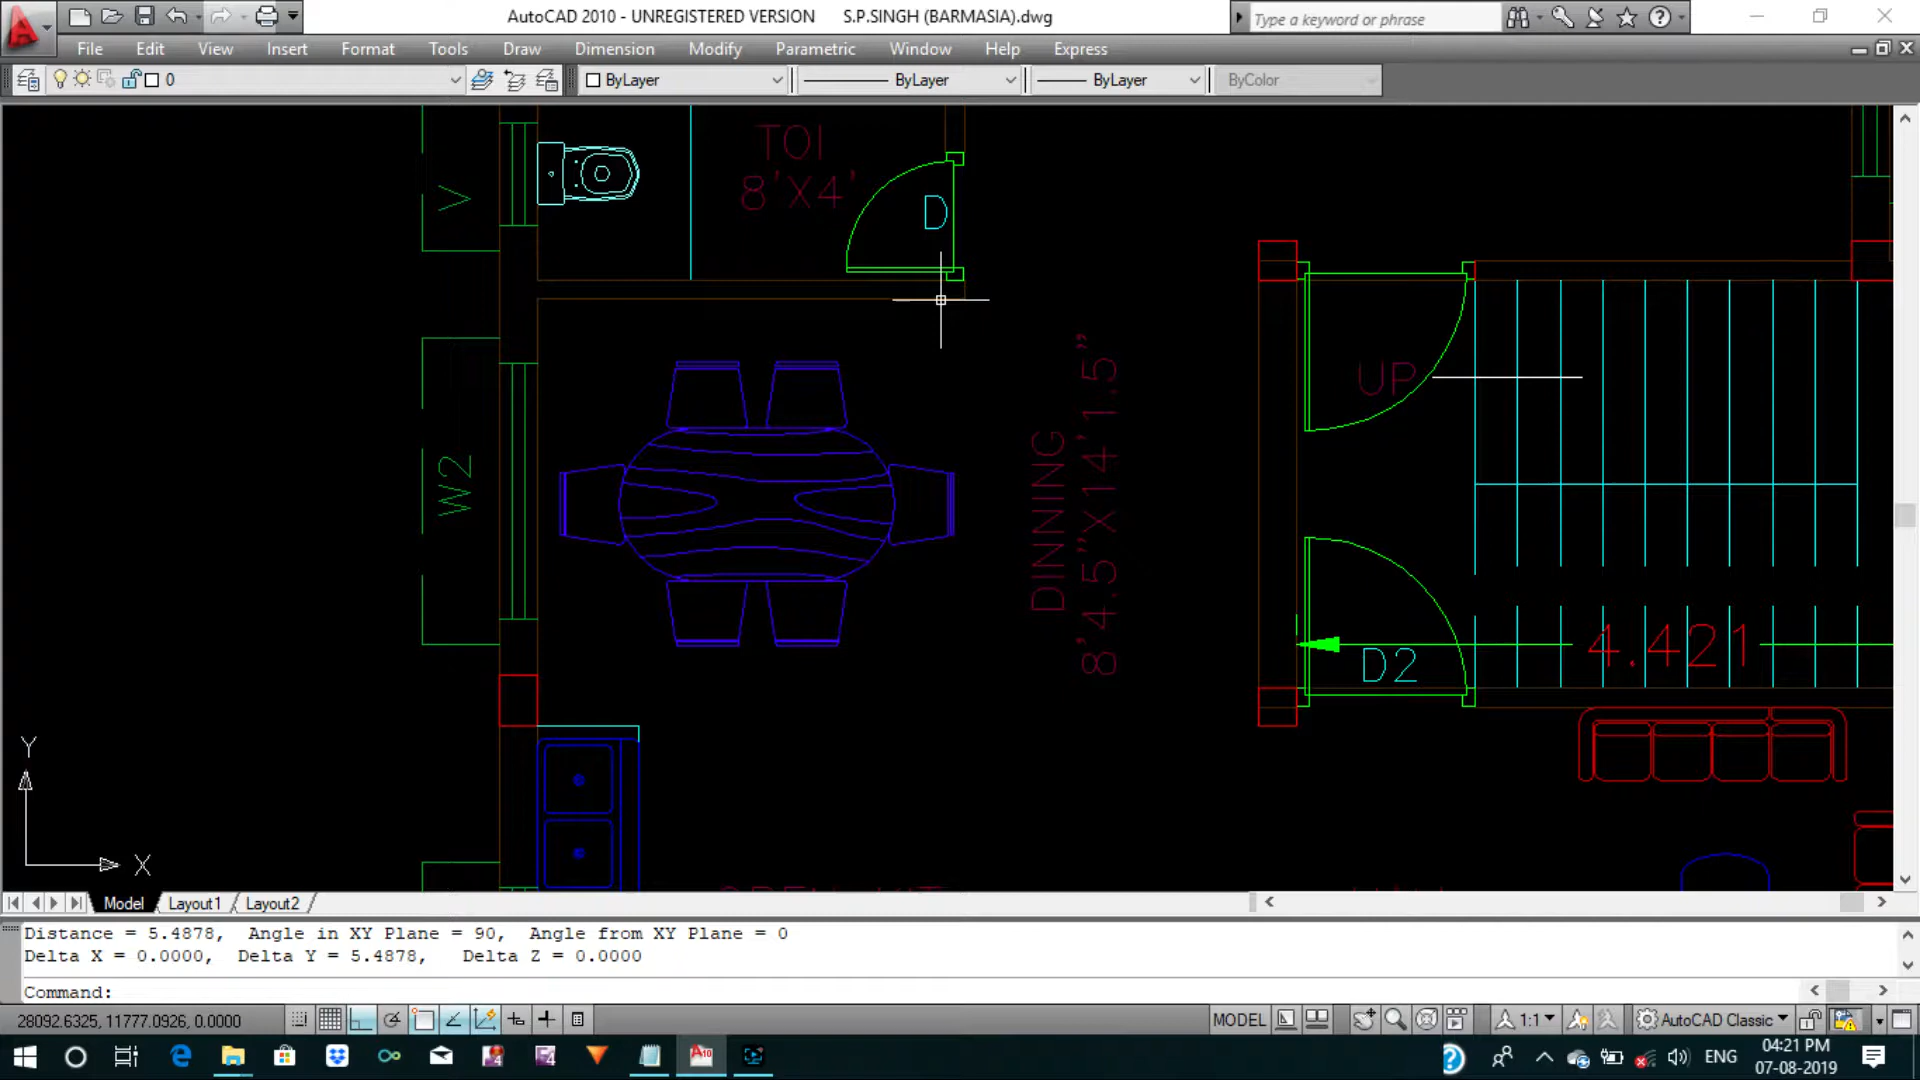 AutoCAD 2010 - UNREGISTERED VERSION S.P.SINGH (BARMASIA).dwg
Type a keyword or phrase
File Edit View Insert Format Tools Draw Dimension Modify Parametric Window Help Express
0 ByLayer ByLayer ByLayer ByColor
TOI
8'X4'
D
V
W2
DINNING
8'4.5"X14'1.5"
UP
D2
4.421
Y
X
Model Layout1 Layout2
Distance = 5.4878, Angle in XY Plane = 90, Angle from XY Plane = 0
Delta X = 0.0000, Delta Y = 5.4878, Delta Z = 0.0000
Command:
28092.6325, 11777.0926, 0.0000 MODEL 1:1 AutoCAD Classic
ENG 04:21 PM
07-08-2019